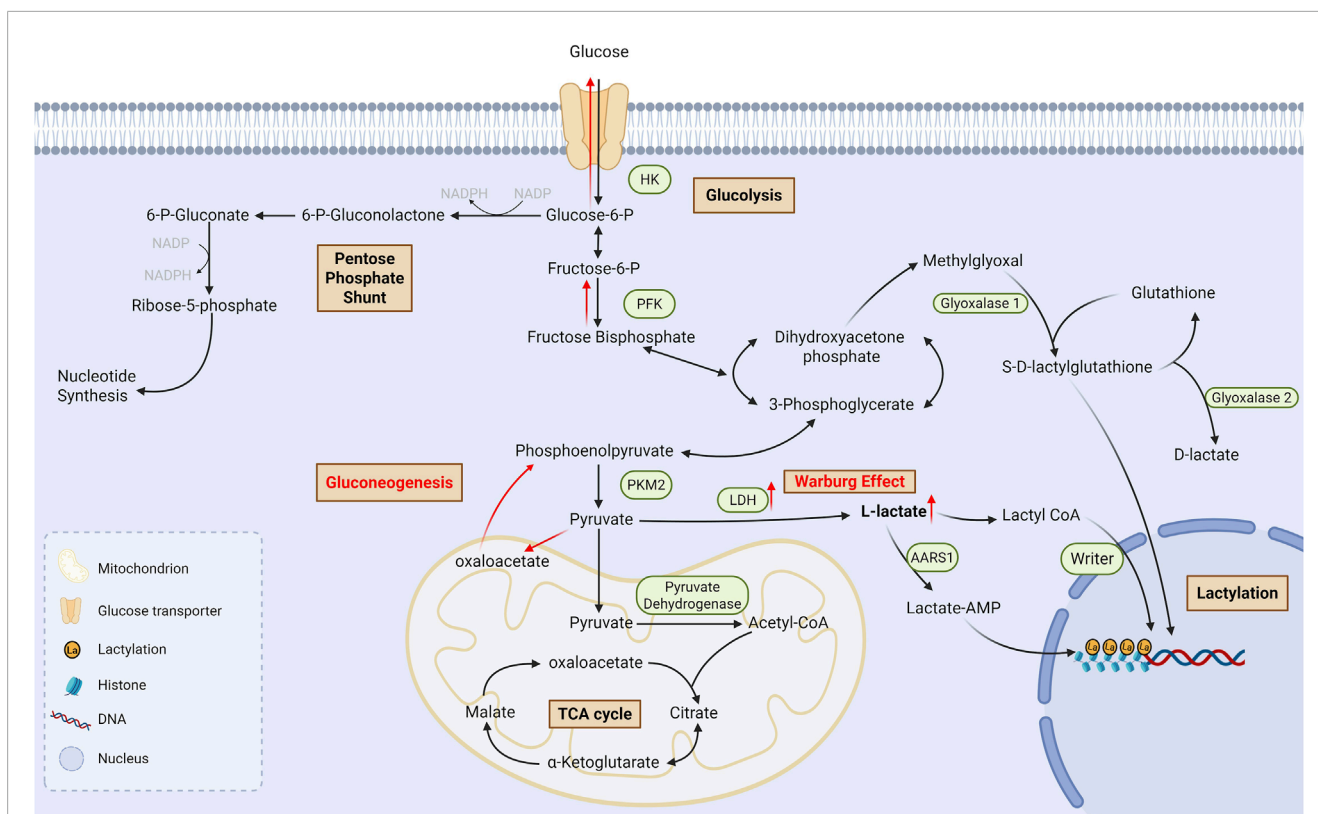 Glucose
HK
Glucolysis
NADPH
NADP
6-P-Gluconate
6-P-Gluconolactone
Glucose-6-P
NADP
NADPH
Pentose
Phosphate
Shunt
Fructose-6-P
Methylglyoxal
Glyoxalase 1
Glutathione
Ribose-5-phosphate
PFK
Fructose Bisphosphate
Dihydroxyacetone
phosphate
S-D-lactylglutathione
Nucleotide
Synthesis
Glyoxalase 2
3-Phosphoglycerate
Phosphoenolpyruvate
D-lactate
Gluconeogenesis
PKM2
LDH
Warburg Effect
Pyruvate
L-lactate
Lactyl CoA
oxaloacetate
AARS1
Writer
Pyruvate
Dehydrogenase
Lactylation
Lactate-AMP
Pyruvate
Acetyl-CoA
La
La
La
La
oxaloacetate
Malate
TCA cycle
Citrate
α-Ketoglutarate
Mitochondrion
Glucose transporter
La
Lactylation
Histone
DNA
Nucleus